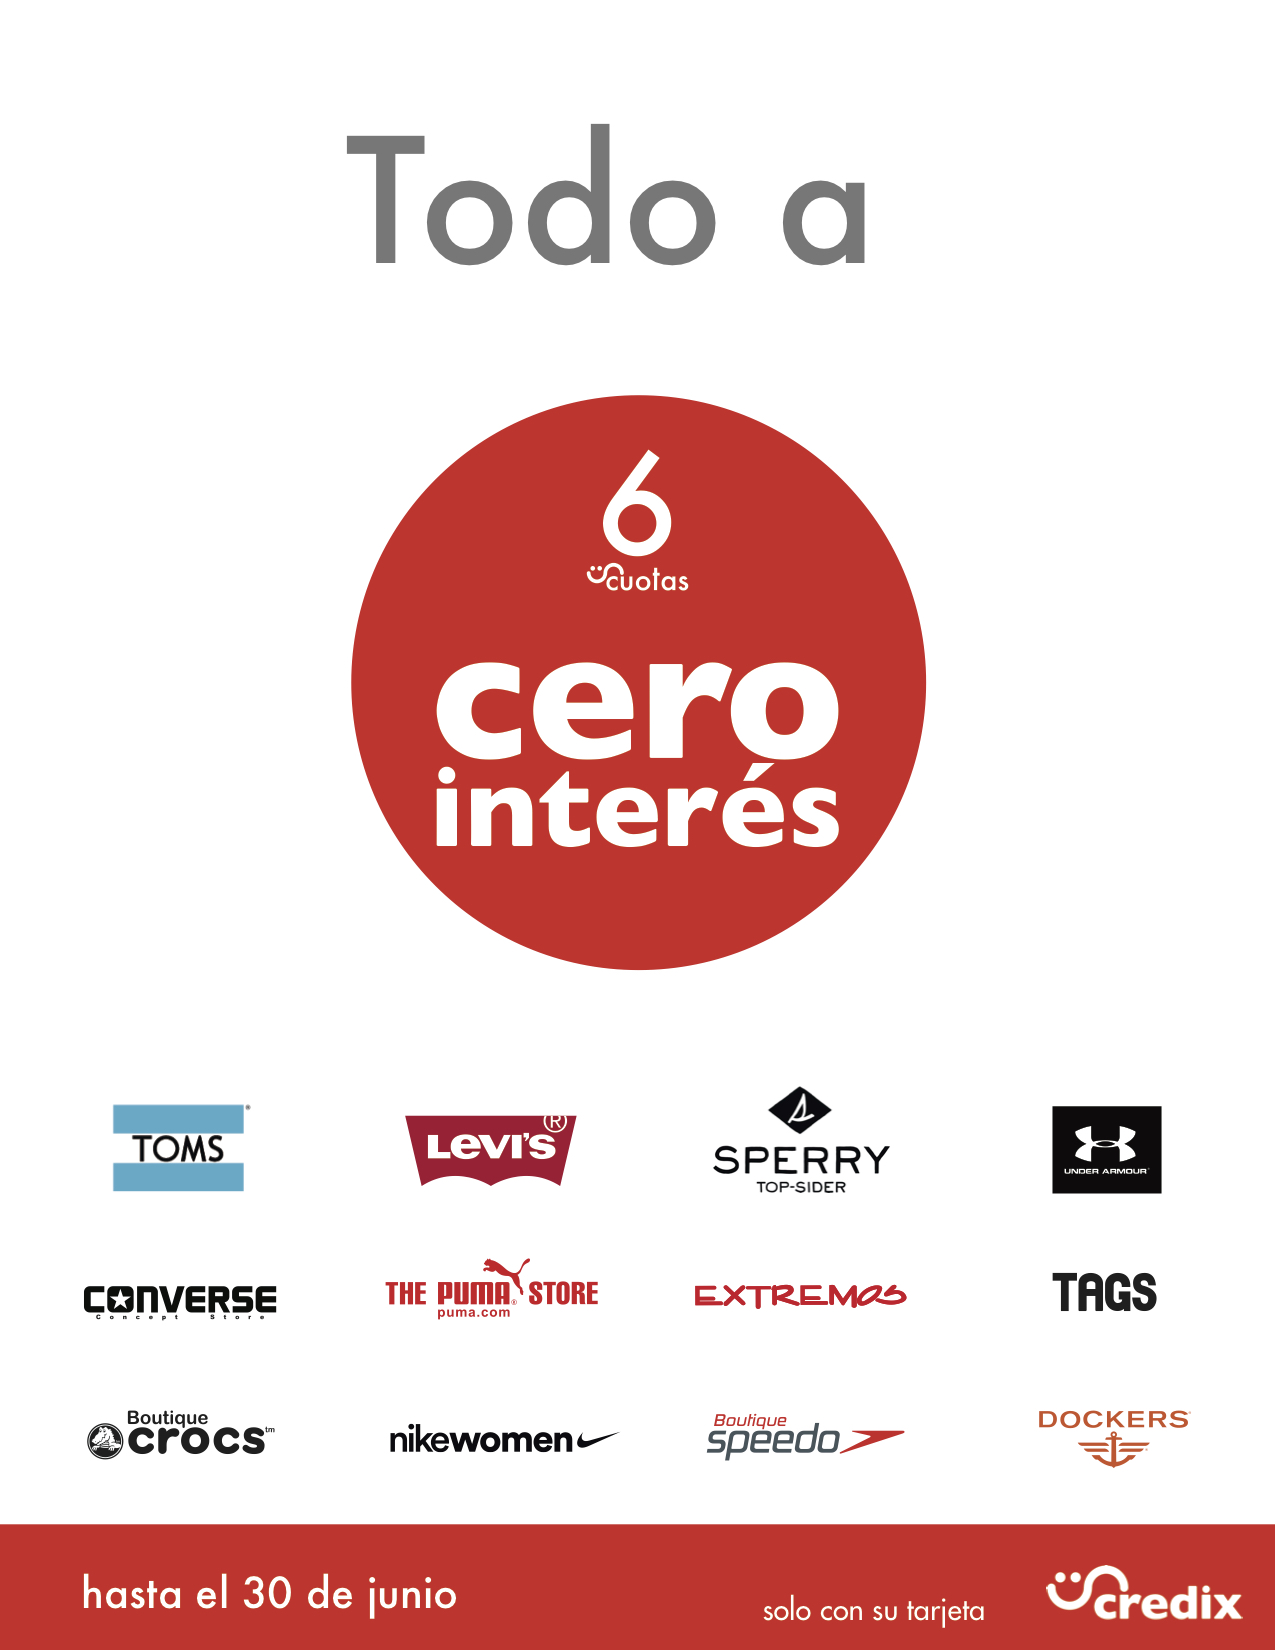 Todo a
6
cuotas
cero
interés
TOMS
LEVI'S ®
SPERRY
TOP-SIDER
UNDER ARMOUR
CONVERSE
Concept Store
THE PUMA ® STORE
puma.com
EXTREMOS
TAGS
Boutique
crocs™
nikewomen
Boutique
speedo
DOCKERS
hasta el 30 de junio
solo con su tarjeta
credix